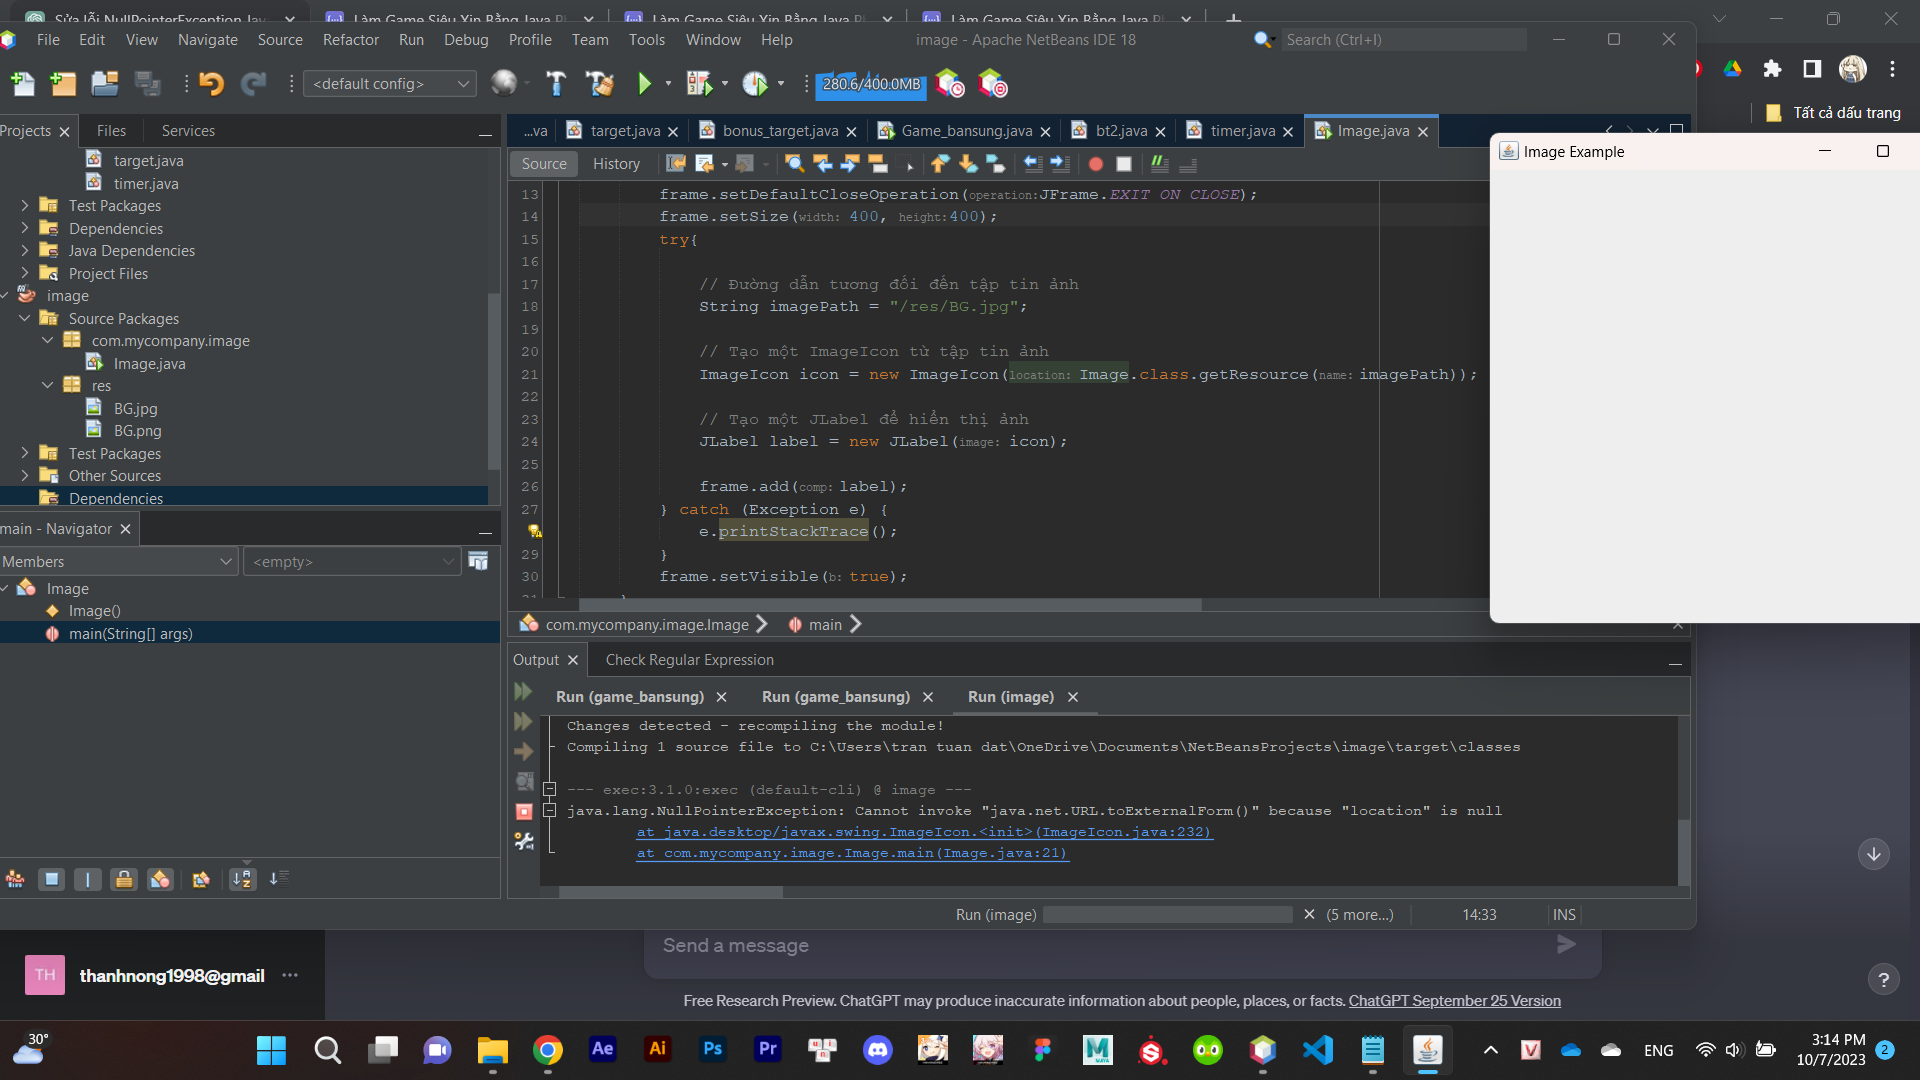 Sửa lỗi NullPointerException Jav
Làm Game Siêu Xịn Bằng Java P
Làm Game Siêu Xịn Bằng Java P
Làm Game Siêu Xịn Bằng Java P
File Edit View Navigate Source Refactor Run Debug Profile Team Tools Window Help
image - Apache NetBeans IDE 18
Search (Ctrl+I)
<default config>
280.6/400.0MB
Tất cả dấu trang
Projects Files Services
...va target.java bonus_target.java Game_bansung.java bt2.java timer.java Image.java
Source History
target.java
timer.java
Test Packages
Dependencies
Java Dependencies
Project Files
image
Source Packages
com.mycompany.image
Image.java
res
BG.jpg
BG.png
Test Packages
Other Sources
Dependencies
13 frame.setDefaultCloseOperation(operation:JFrame.EXIT_ON_CLOSE);
14 frame.setSize(width: 400, height:400);
15 try{
16
17 // Đường dẫn tương đối đến tập tin ảnh
18 String imagePath = "/res/BG.jpg";
19
20 // Tạo một ImageIcon từ tập tin ảnh
21 ImageIcon icon = new ImageIcon(location: Image.class.getResource(name: imagePath));
22
23 // Tạo một JLabel để hiển thị ảnh
24 JLabel label = new JLabel(image: icon);
25
26 frame.add(comp: label);
27 } catch (Exception e) {
e.printStackTrace();
29 }
30 frame.setVisible(b: true);
Image Example
main - Navigator
Members
<empty>
Image
Image()
main(String[] args)
com.mycompany.image.Image main
Output Check Regular Expression
Run (game_bansung) Run (game_bansung) Run (image)
Changes detected - recompiling the module!
Compiling 1 source file to C:\Users\tran tuan dat\OneDrive\Documents\NetBeansProjects\image\target\classes
--- exec:3.1.0:exec (default-cli) @ image ---
java.lang.NullPointerException: Cannot invoke "java.net.URL.toExternalForm()" because "location" is null
at java.desktop/javax.swing.ImageIcon.<init>(ImageIcon.java:232)
at com.mycompany.image.Image.main(Image.java:21)
Run (image) (5 more...) 14:33 INS
Send a message
TH thanhnong1998@gmail ...
Free Research Preview. ChatGPT may produce inaccurate information about people, places, or facts. ChatGPT September 25 Version
?
30°
Ae Ai Ps Pr
ENG
3:14 PM
10/7/2023
2